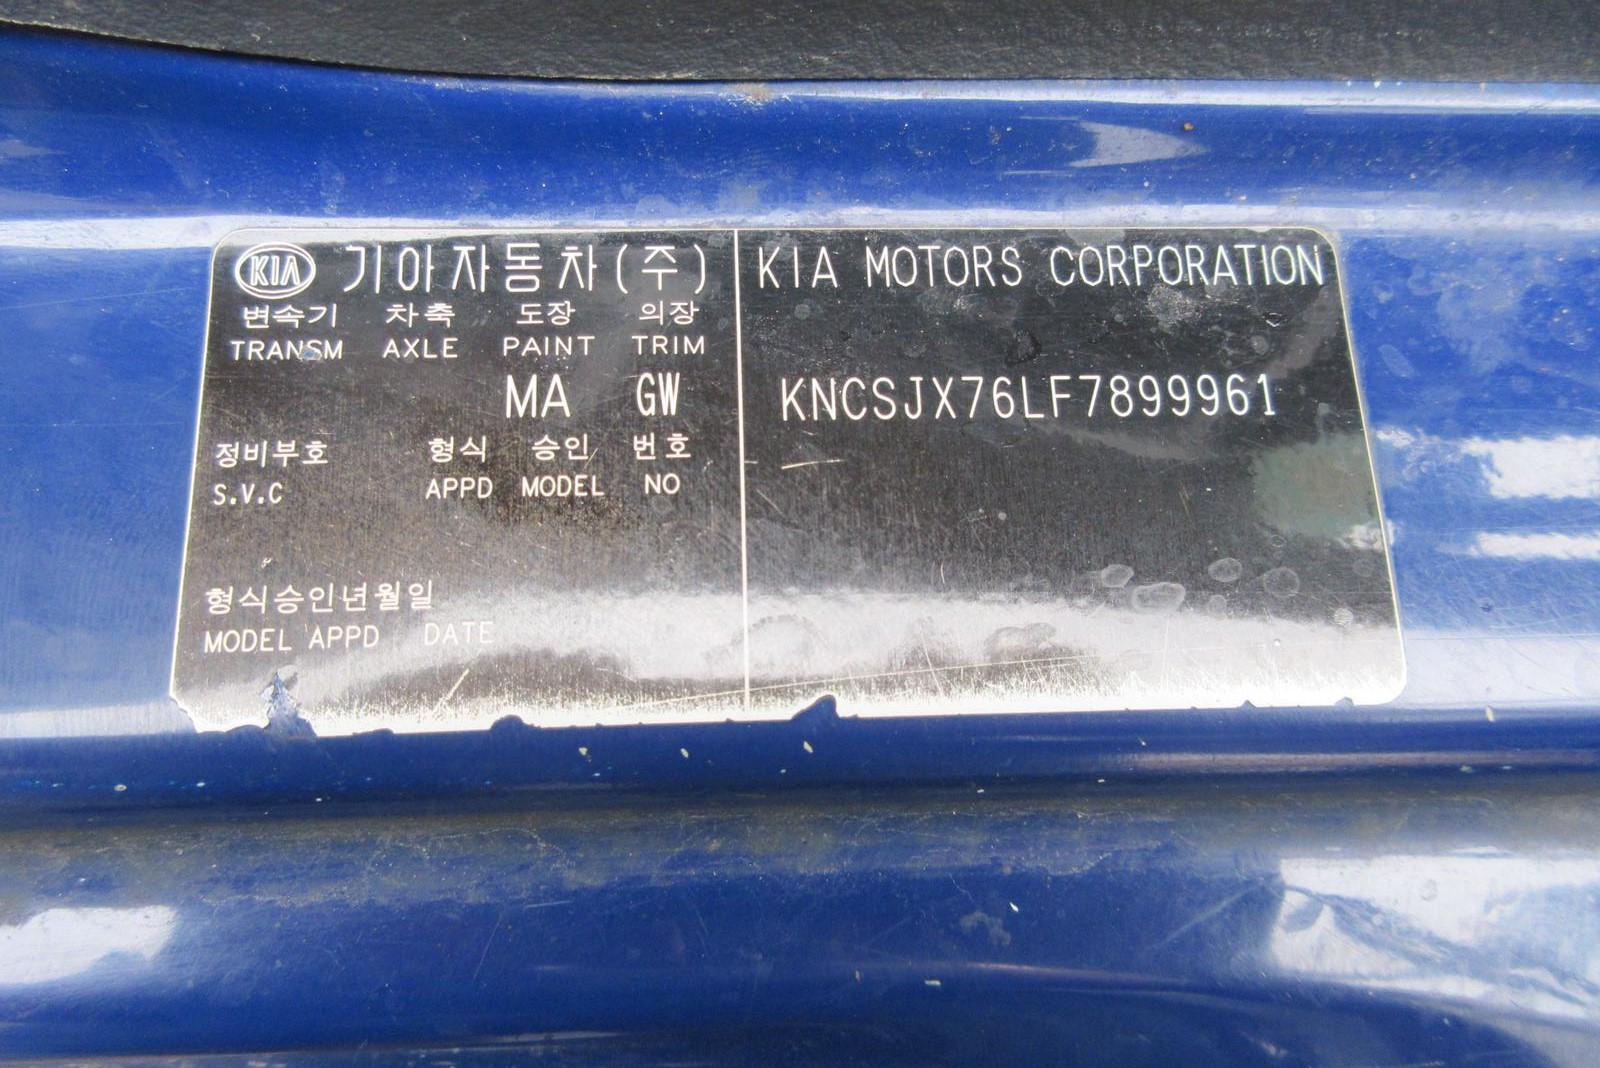 KIA 기아자동차(주) KIA MOTORS CORPORATION
변속기 차축 도장 의장
TRANSM AXLE PAINT TRIM
MA GW KNCSJX76LF7899961
정비부호 형식 승인 번호
S.V.C APPD MODEL NO
형식승인년월일
MODEL APPD DATE